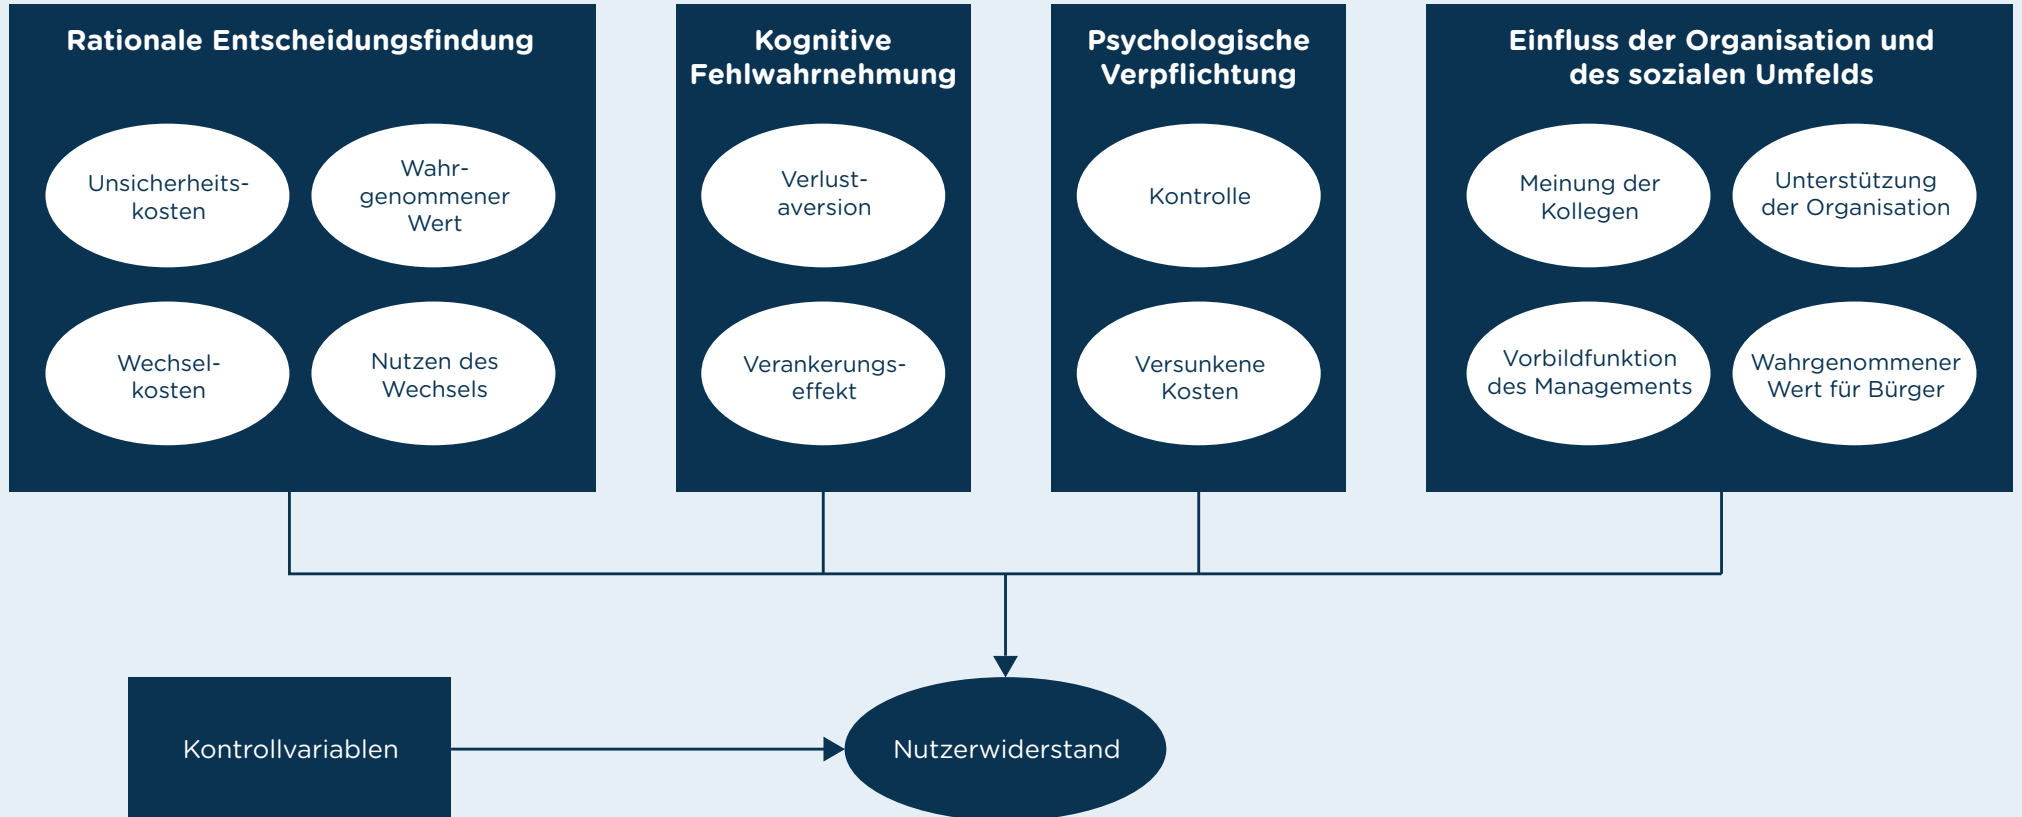 Rationale Entscheidungsfindung
Unsicherheits-
kosten
Wahr-
genommener
Wert
Wechsel-
kosten
Nutzen des
Wechsels
Kognitive
Fehlwahrnehmung
Verlust-
aversion
Verankerungs-
effekt
Psychologische
Verpflichtung
Kontrolle
Versunkene
Kosten
Einfluss der Organisation und
des sozialen Umfelds
Meinung der
Kollegen
Unterstützung
der Organisation
Vorbildfunktion
des Managements
Wahrgenommener
Wert für Bürger
Kontrollvariablen
Nutzerwiderstand